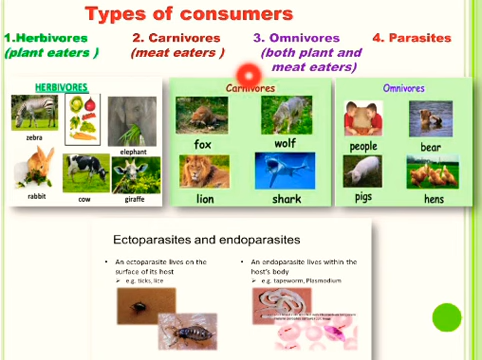 Types of consumers
1.Herbivores
(plant eaters )
2. Carnivores
(meat eaters )
3. Omnivores
(both plant and
meat eaters)
4. Parasites
HERBIVORES
zebra
elephant
rabbit
cow
giraffe
Carnivores
fox
wolf
lion
shark
Omnivores
people
bear
pigs
hens
Ectoparasites and endoparasites
• An octoparasite lives on the
surface of its host
➢ e.g. ticks, lice
• An endoparasite lives within the
host's body
➢ e.g. tapeworm, Plasmodium